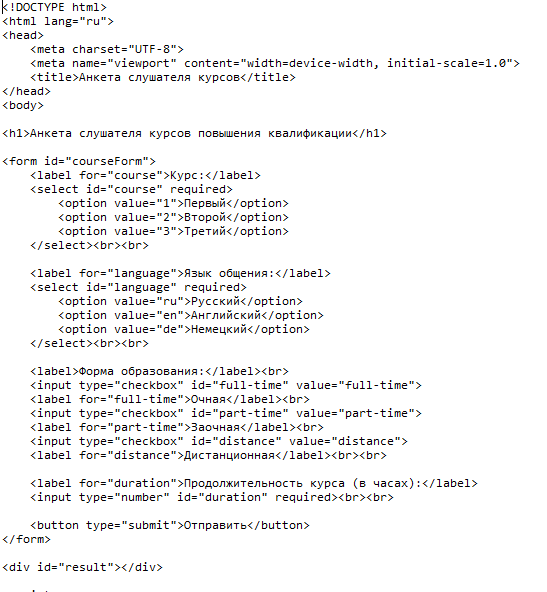 <!DOCTYPE html>
<html lang="ru">
<head>
    <meta charset="UTF-8">
    <meta name="viewport" content="width=device-width, initial-scale=1.0">
    <title>Анкета слушателя курсов</title>
</head>
<body>

<h1>Анкета слушателя курсов повышения квалификации</h1>

<form id="courseForm">
    <label for="course">Курс:</label>
    <select id="course" required>
        <option value="1">Первый</option>
        <option value="2">Второй</option>
        <option value="3">Третий</option>
    </select><br><br>

    <label for="language">Язык общения:</label>
    <select id="language" required>
        <option value="ru">Русский</option>
        <option value="en">Английский</option>
        <option value="de">Немецкий</option>
    </select><br><br>

    <label>Форма образования:</label><br>
    <input type="checkbox" id="full-time" value="full-time">
    <label for="full-time">Очная</label><br>
    <input type="checkbox" id="part-time" value="part-time">
    <label for="part-time">Заочная</label><br>
    <input type="checkbox" id="distance" value="distance">
    <label for="distance">Дистанционная</label><br><br>

    <label for="duration">Продолжительность курса (в часах):</label>
    <input type="number" id="duration" required><br><br>

    <button type="submit">Отправить</button>
</form>

<div id="result"></div>